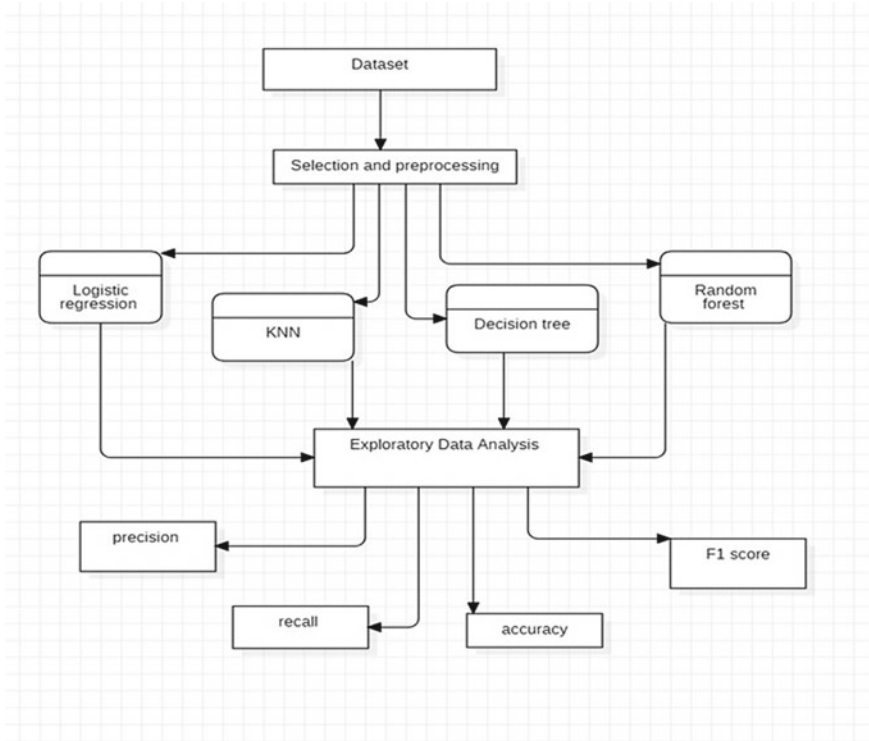 Dataset
Selection and preprocessing
Logistic
regression
KNN
Decision tree
Random
forest
Exploratory Data Analysis
precision
recall
accuracy
F1 score